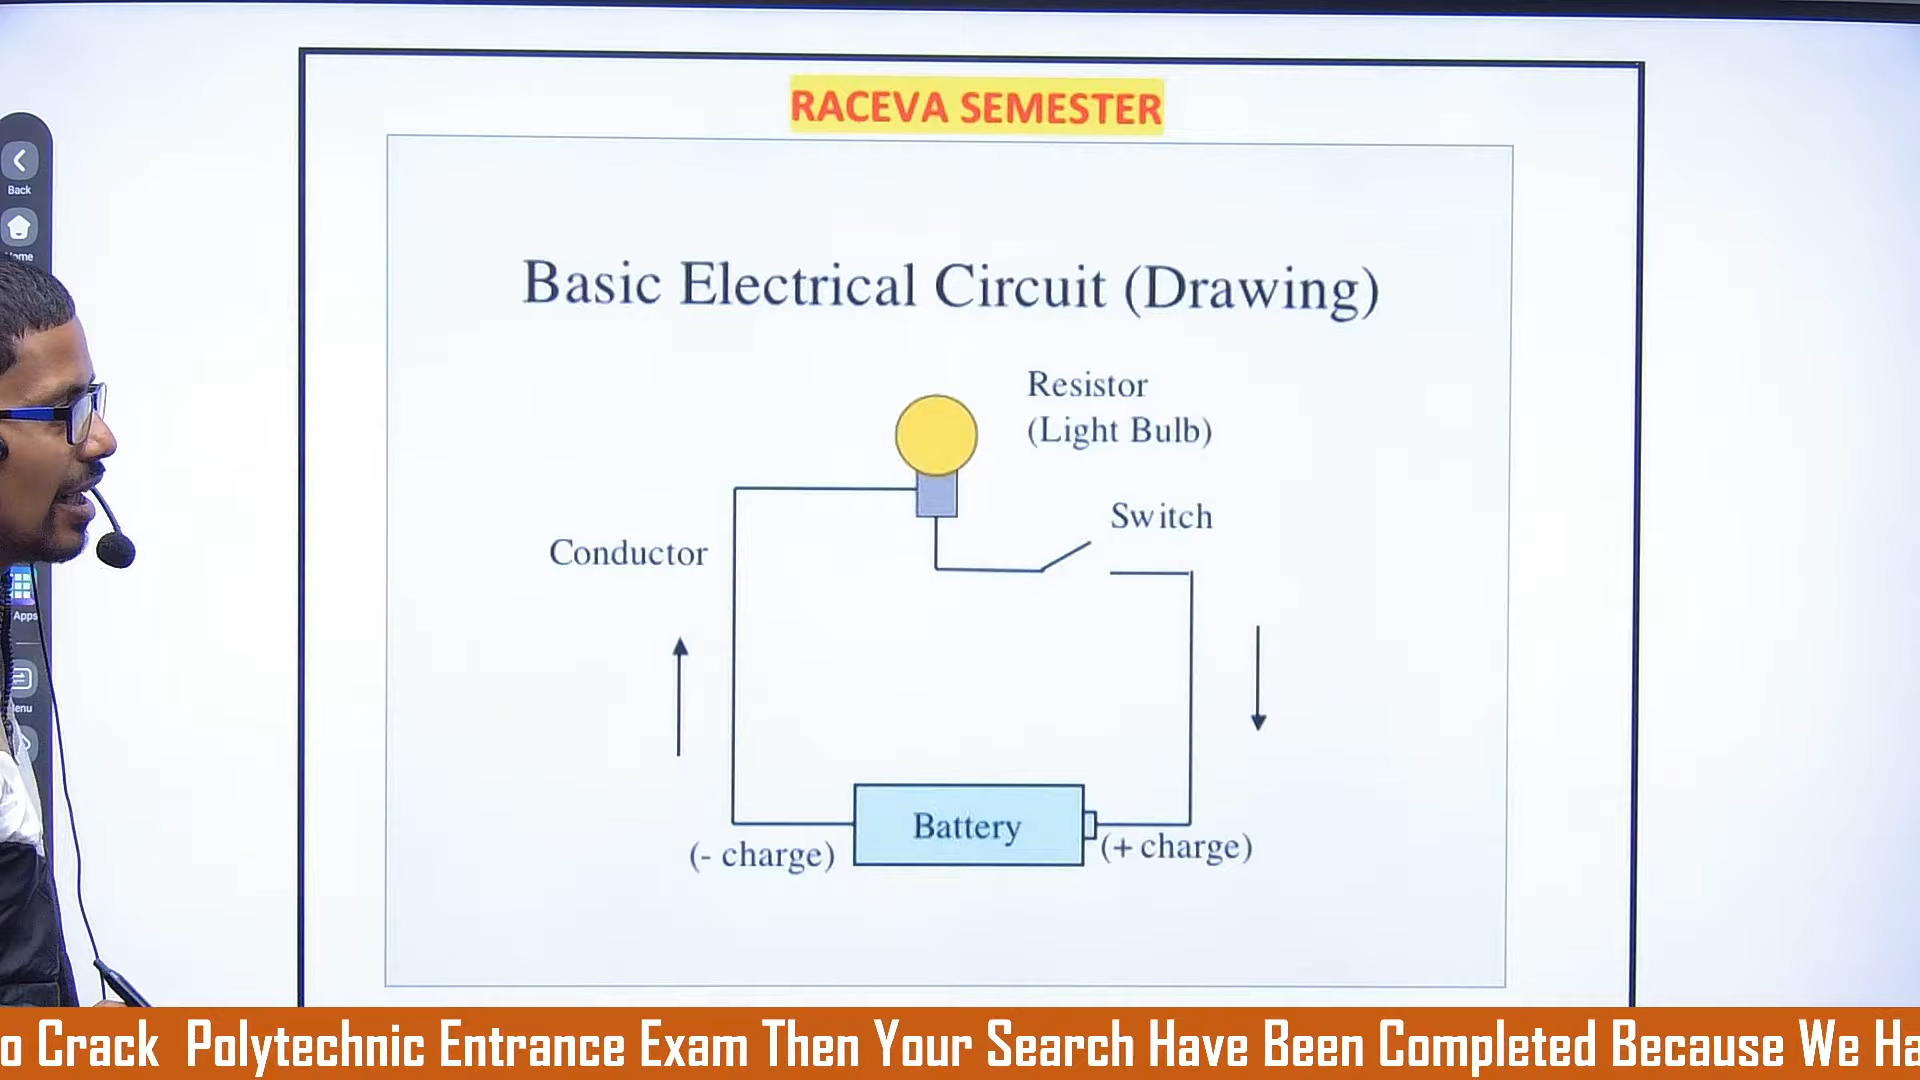 RACEVA SEMESTER
Back
Basic Electrical Circuit (Drawing)
Resistor
(Light Bulb)
Switch
Conductor
Apps
Battery
(- charge)
(+ charge)
Crack Polytechnic Entrance Exam Then Your Search Have Been Completed Because We